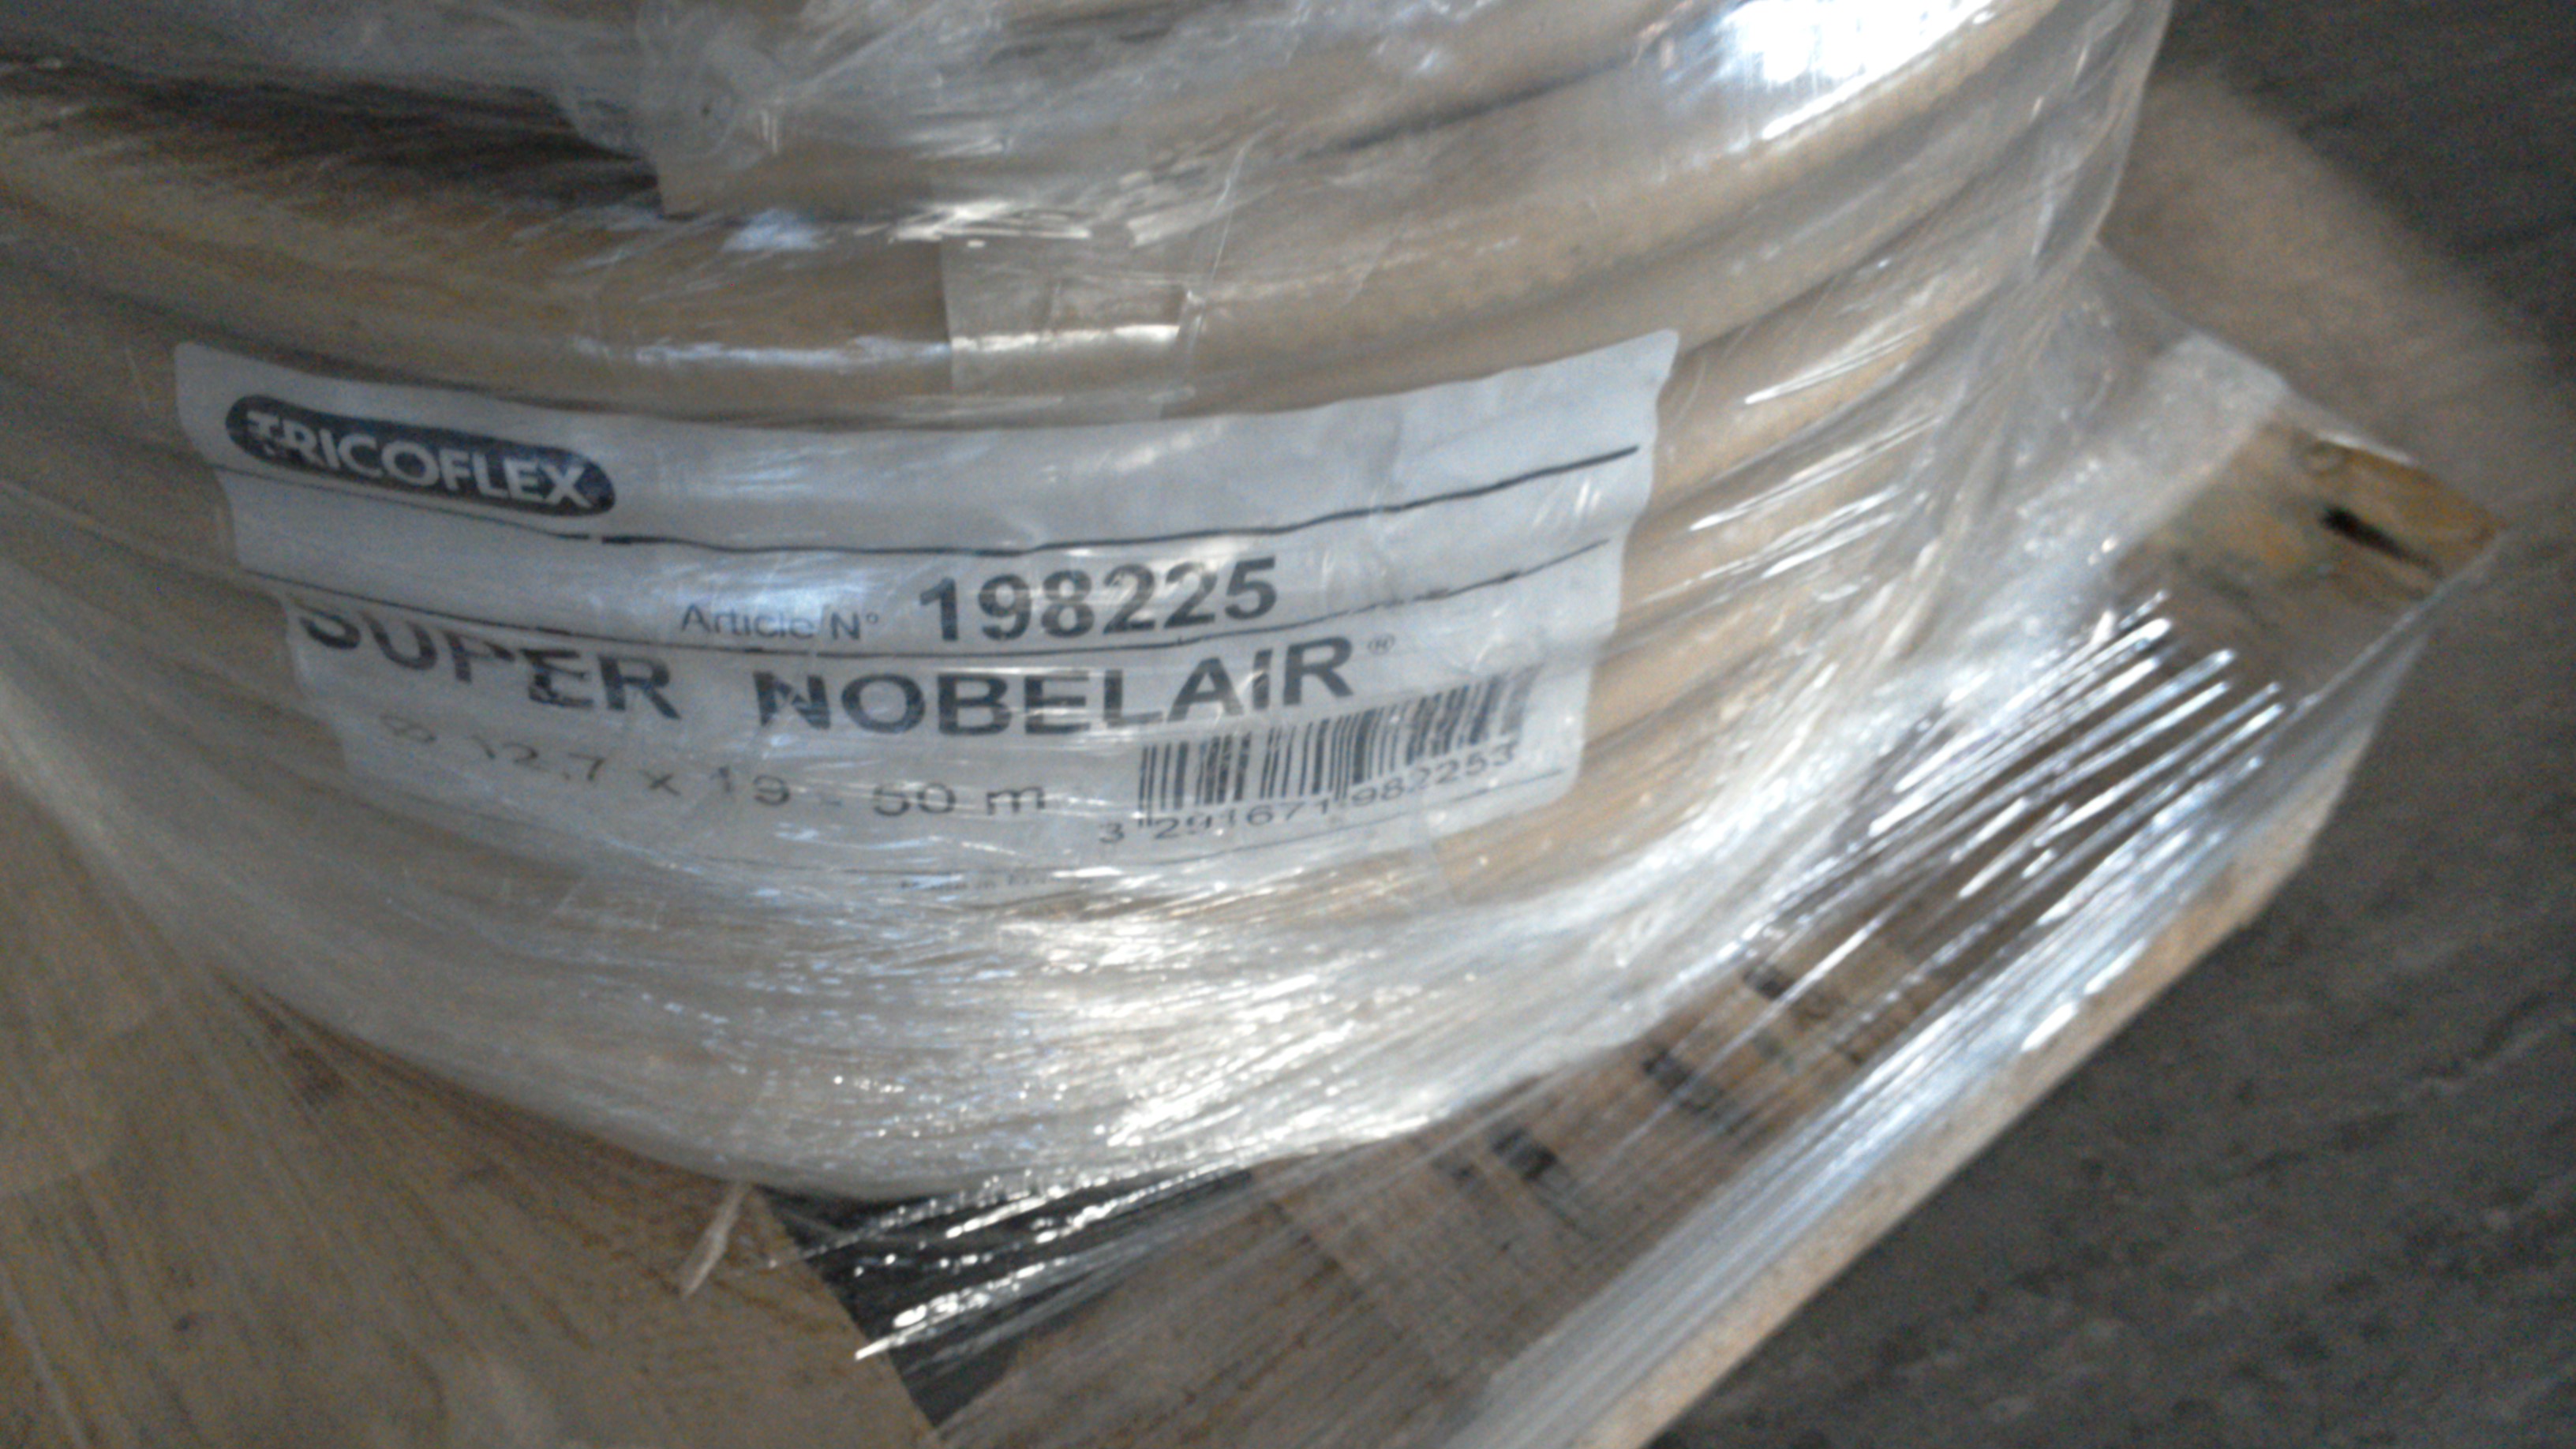 TRICOFLEX
Article/N° 198225
SUPER NOBELAIR®
Ø 12,7 x 19 - 50 m
3 291671 982253